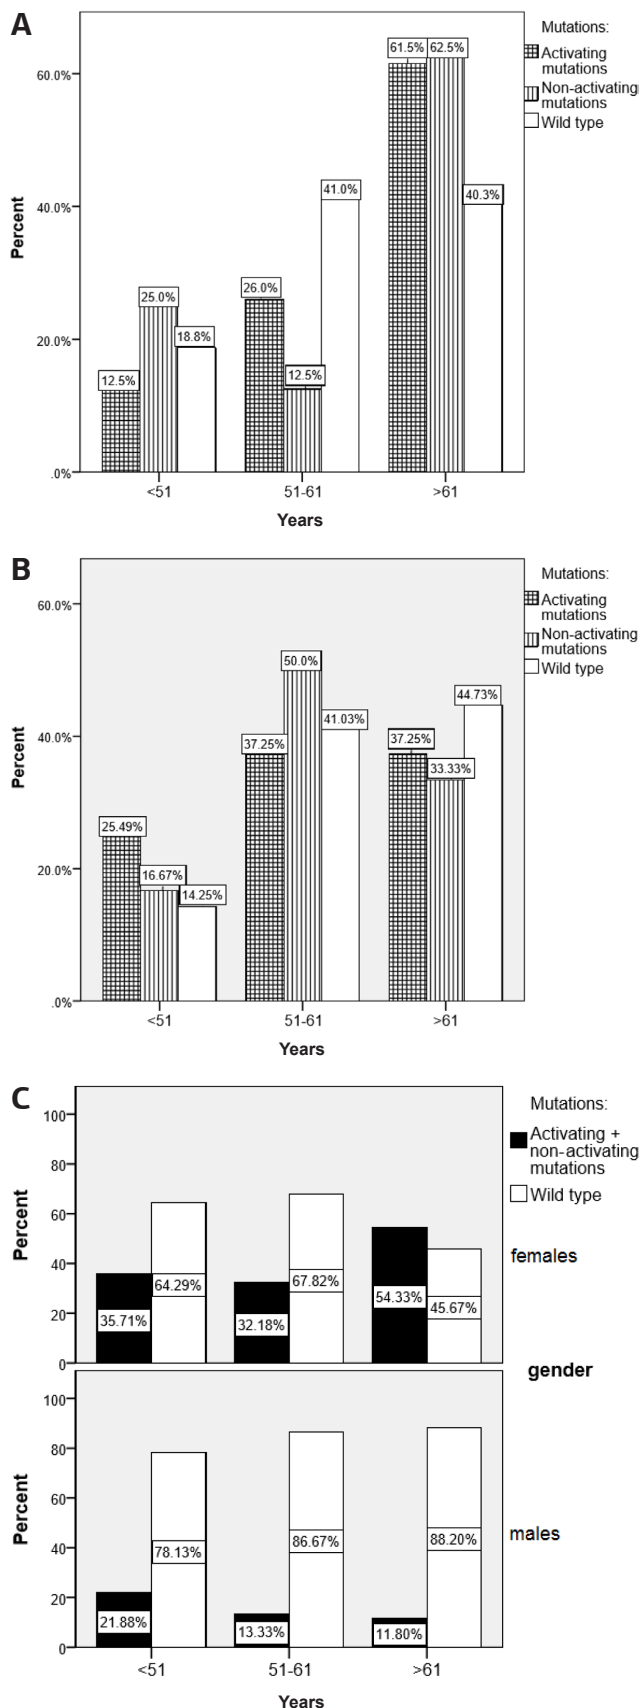 A
Mutations:
Activating
mutations
Non-activating
mutations
Wild type
Percent
60.0%
40.0%
20.0%
.0%
12.5%
25.0%
18.8%
26.0%
12.5%
41.0%
61.5%
62.5%
40.3%
<51
51-61
>61
Years
B
Mutations:
Activating
mutations
Non-activating
mutations
Wild type
Percent
60.0%
40.0%
20.0%
.0%
25.49%
16.67%
14.25%
37.25%
50.0%
41.03%
37.25%
33.33%
44.73%
<51
51-61
>61
Years
C
Mutations:
Activating +
non-activating
mutations
Wild type
Percent
100
80
60
40
20
0
35.71%
64.29%
32.18%
67.82%
54.33%
45.67%
females
gender
Percent
100
80
60
40
20
0
21.88%
78.13%
13.33%
86.67%
11.80%
88.20%
males
<51
51-61
>61
Years